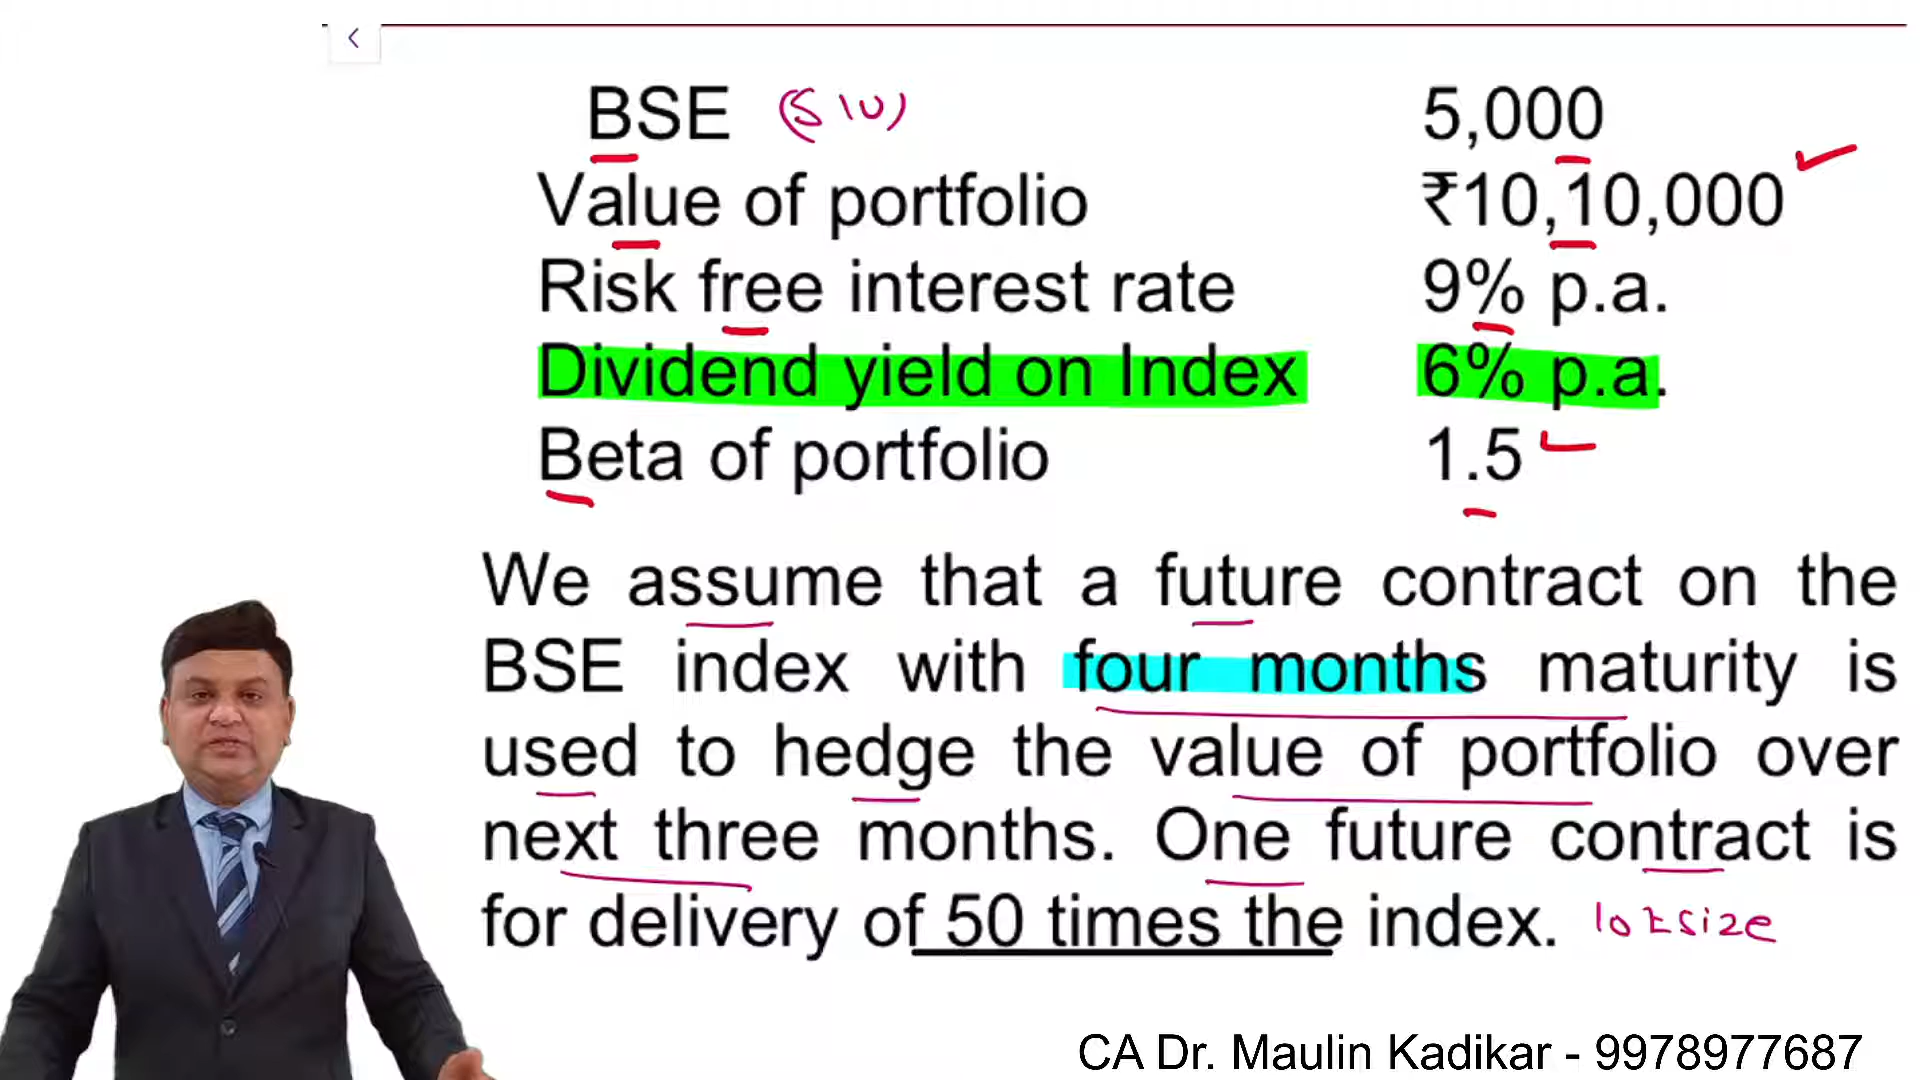 BSE 5,000
Value of portfolio ₹10,10,000
Risk free interest rate 9% p.a.
Dividend yield on Index 6% p.a.
Beta of portfolio 1.5
We assume that a future contract on the
BSE index with four months maturity is
used to hedge the value of portfolio over
next three months. One future contract is
for delivery of 50 times the index. lot size
CA Dr. Maulin Kadikar - 9978977687